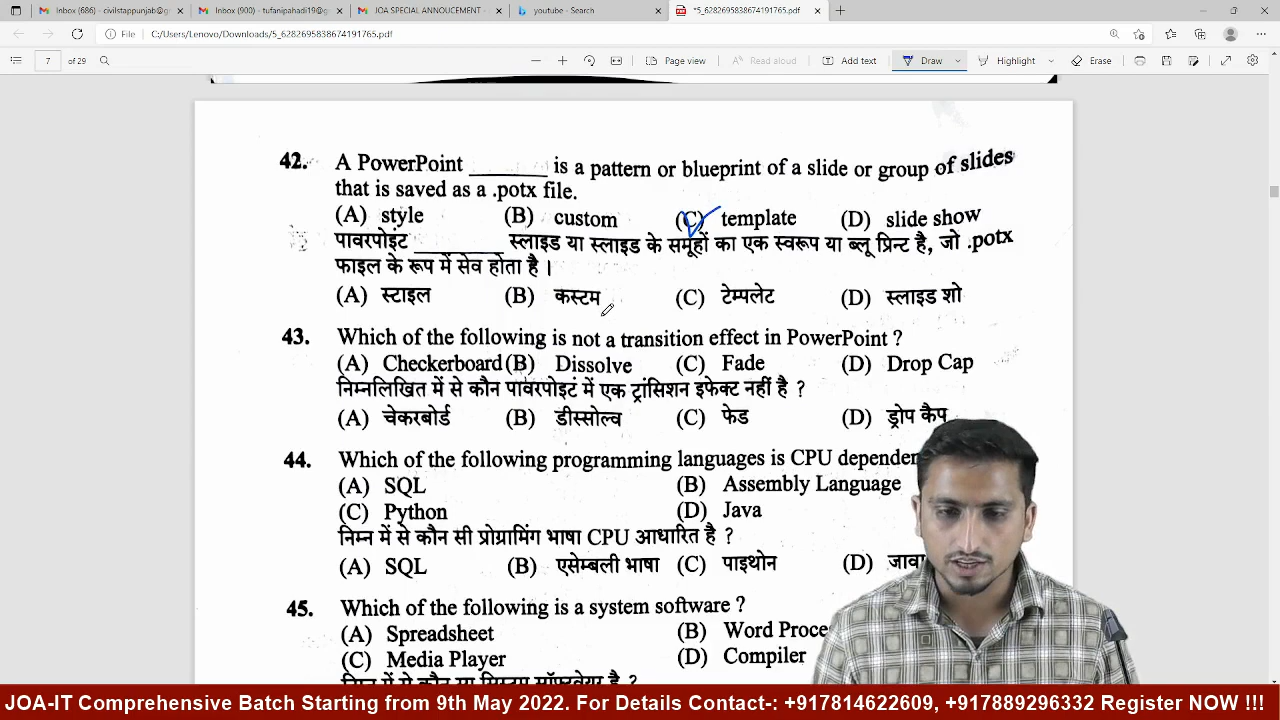 Inbox (686) - civilstappunjab@g
Inbox (900) - tufanipahadi19@g
JOA SPECIAL ANNOUCEMENT -
youtube - Search
*5_6282695838674191765.pdf
File
C:/Users/Lenovo/Downloads/5_6282695838674191765.pdf
7 of 29
Page view
Read aloud
Add text
Draw
Highlight
Erase
42. A PowerPoint ________ is a pattern or blueprint of a slide or group of slides
that is saved as a .potx file.
(A) style (B) custom (C) template (D) slide show
पावरपोइंट ________ स्लाइड या स्लाइड के समूहों का एक स्वरूप या ब्लू प्रिन्ट है, जो .potx
फाइल के रूप में सेव होता है ।
(A) स्टाइल (B) कस्टम (C) टेम्पलेट (D) स्लाइड शो
43. Which of the following is not a transition effect in PowerPoint ?
(A) Checkerboard (B) Dissolve (C) Fade (D) Drop Cap
निम्नलिखित में से कौन पावरपोइटं में एक ट्रांसिशन इफेक्ट नहीं है ?
(A) चेकरबोर्ड (B) डीस्सोल्व (C) फेड (D) ड्रोप कैप
44. Which of the following programming languages is CPU depende
(A) SQL (B) Assembly Language
(C) Python (D) Java
निम्न में से कौन सी प्रोग्रामिंग भाषा CPU आधारित है ?
(A) SQL (B) एसेम्बली भाषा (C) पाइथोन (D) जावा
45. Which of the following is a system software ?
(A) Spreadsheet (B) Word Proce
(C) Media Player (D) Compiler
JOA-IT Comprehensive Batch Starting from 9th May 2022. For Details Contact-: +917814622609, +917889296332 Register NOW !!!